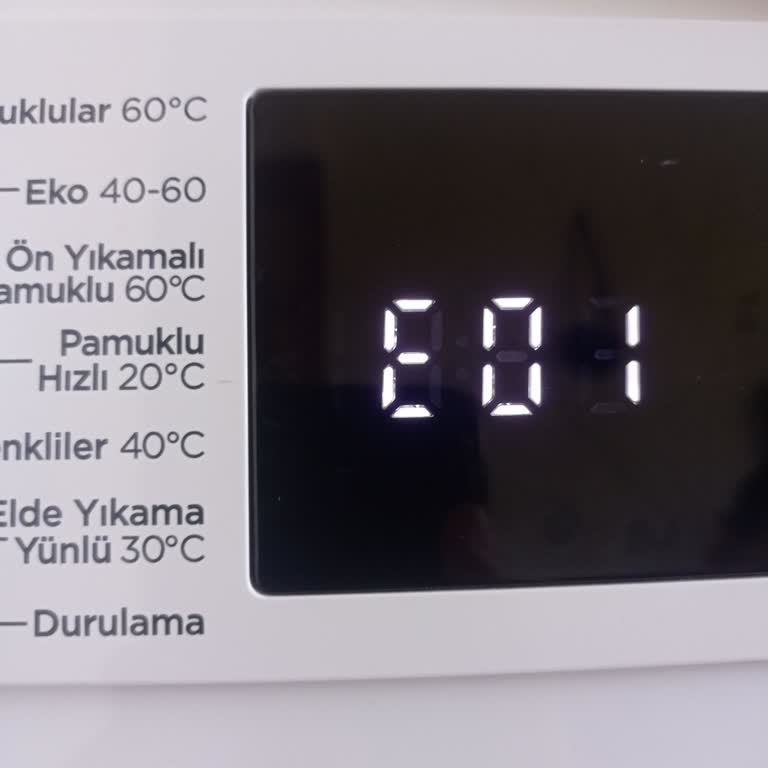 uklular 60°C
Eko 40-60
Ön Yıkamalı
amuklu 60°C
Pamuklu
Hızlı 20°C
nkliler 40°C
Elde Yıkama
Yünlü 30°C
Durulama
E01